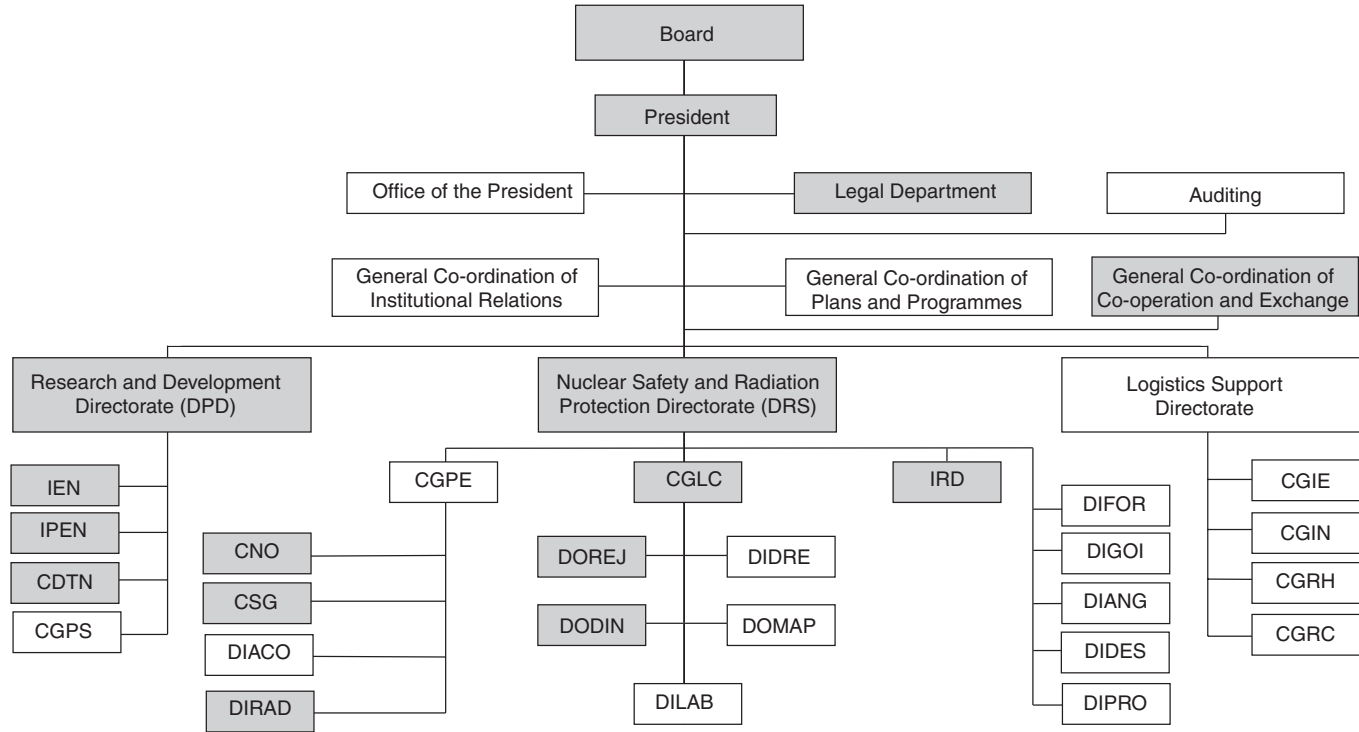 Board
President
Office of the President
Legal Department
Auditing
General Co-ordination of
Institutional Relations
General Co-ordination of
Plans and Programmes
General Co-ordination of
Co-operation and Exchange
Research and Development
Directorate (DPD)
Nuclear Safety and Radiation
Protection Directorate (DRS)
Logistics Support
Directorate
IEN
IPEN
CDTN
CGPS
CGPE
CNO
CSG
DIACO
DIRAD
CGLC
DOREJ
DIDRE
DODIN
DOMAP
DILAB
IRD
DIFOR
DIGOI
DIANG
DIDES
DIPRO
CGIE
CGIN
CGRH
CGRC